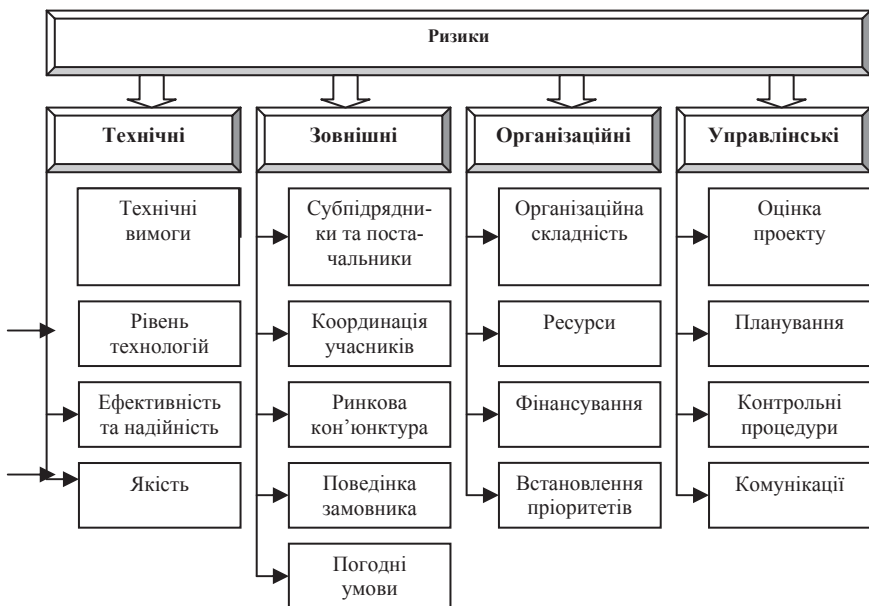 Ризики
Технічні
Зовнішні
Організаційні
Управлінські
Технічні
вимоги
Рівень
технологій
Ефективність
та надійність
Якість
Субпідрядни-
ки та поста-
чальники
Координація
учасників
Ринкова
кон’юнктура
Поведінка
замовника
Погодні
умови
Організаційна
складність
Ресурси
Фінансування
Встановлення
пріоритетів
Оцінка
проекту
Планування
Контрольні
процедури
Комунікації